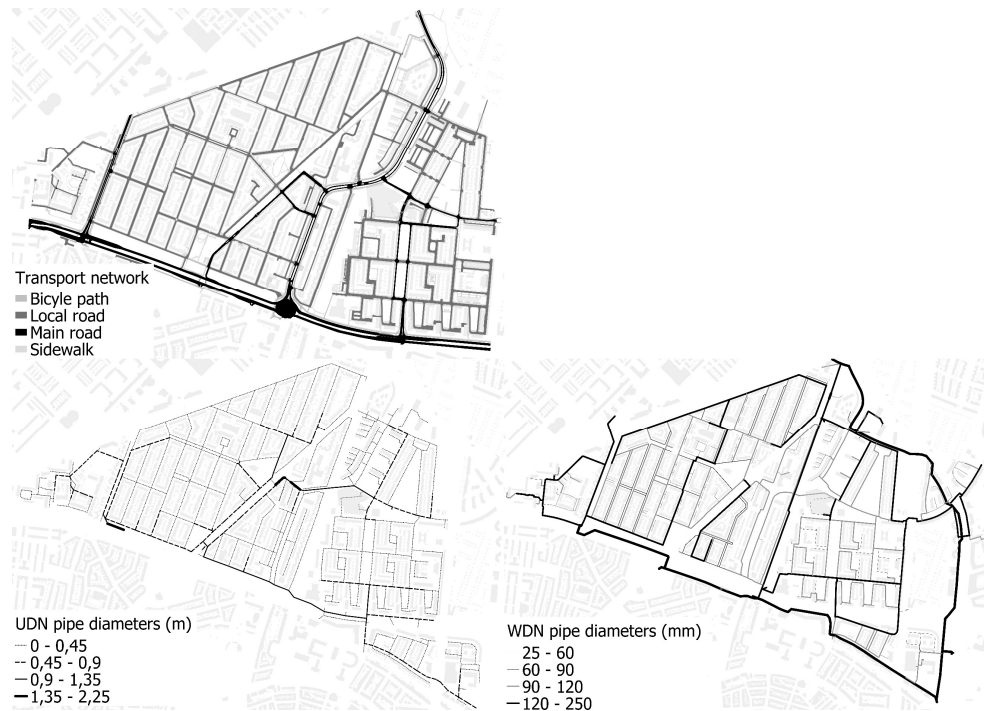 Transport network
Bicyle path
Local road
Main road
Sidewalk
UDN pipe diameters (m)
0 - 0,45
0,45 - 0,9
0,9 - 1,35
1,35 - 2,25
WDN pipe diameters (mm)
25 - 60
60 - 90
90 - 120
120 - 250